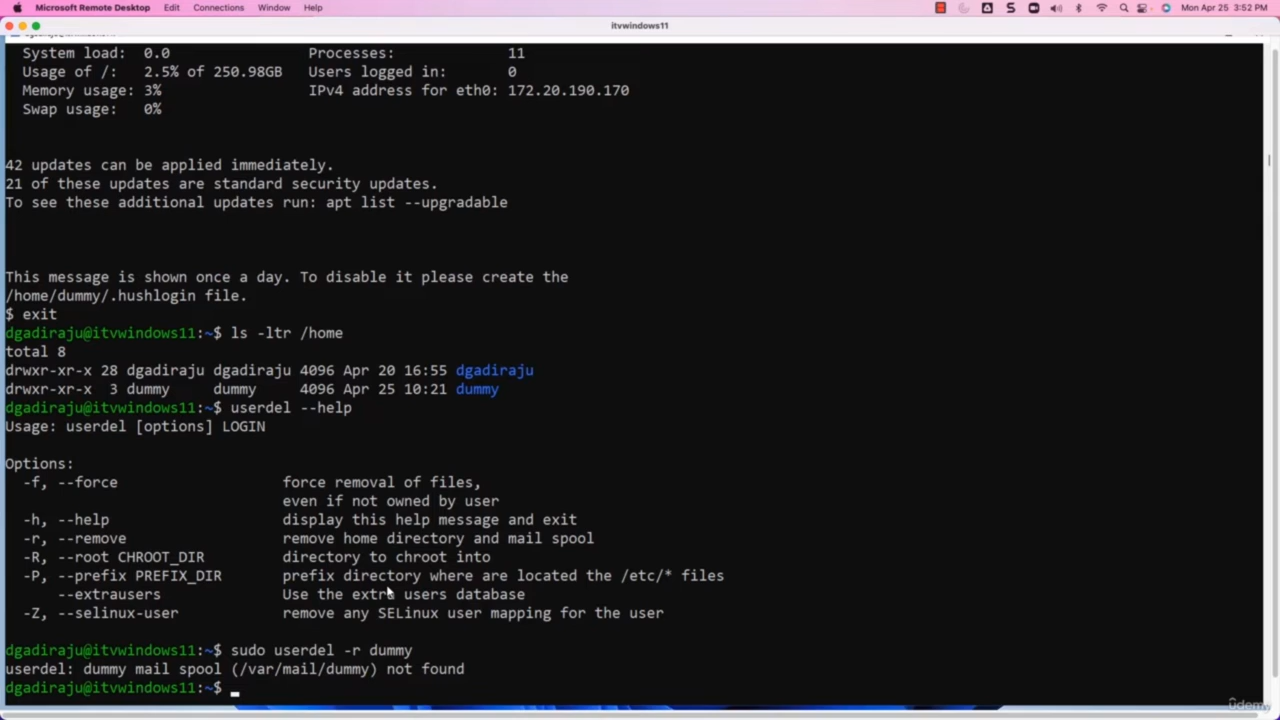 Microsoft Remote Desktop Edit Connections Window Help Mon Apr 25 3:52 PM
itvwindows11
System load: 0.0 Processes: 11
Usage of /: 2.5% of 250.98GB Users logged in: 0
Memory usage: 3% IPv4 address for eth0: 172.20.190.170
Swap usage: 0%
42 updates can be applied immediately.
21 of these updates are standard security updates.
To see these additional updates run: apt list --upgradable
This message is shown once a day. To disable it please create the
/home/dummy/.hushlogin file.
$ exit
dgadiraju@itvwindows11:~$ ls -ltr /home
total 8
drwxr-xr-x 28 dgadiraju dgadiraju 4096 Apr 20 16:55 dgadiraju
drwxr-xr-x 3 dummy dummy 4096 Apr 25 10:21 dummy
dgadiraju@itvwindows11:~$ userdel --help
Usage: userdel [options] LOGIN
Options:
-f, --force force removal of files,
even if not owned by user
-h, --help display this help message and exit
-r, --remove remove home directory and mail spool
-R, --root CHROOT_DIR directory to chroot into
-P, --prefix PREFIX_DIR prefix directory where are located the /etc/* files
--extrausers Use the extra users database
-Z, --selinux-user remove any SELinux user mapping for the user
dgadiraju@itvwindows11:~$ sudo userdel -r dummy
userdel: dummy mail spool (/var/mail/dummy) not found
dgadiraju@itvwindows11:~$
udemy